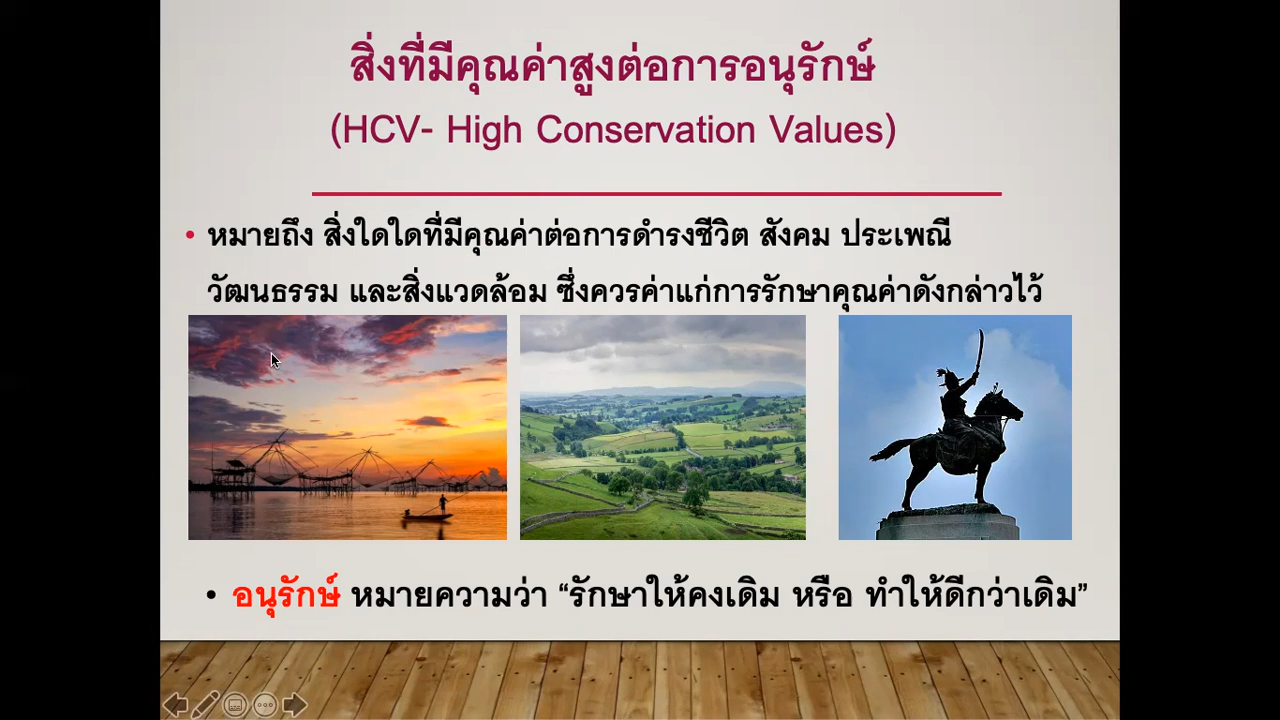 สิ่งที่มีคุณค่าสูงต่อการอนุรักษ์
(HCV- High Conservation Values)
• หมายถึง สิ่งใดใดที่มีคุณค่าต่อการดำรงชีวิต สังคม ประเพณี
วัฒนธรรม และสิ่งแวดล้อม ซึ่งควรค่าแก่การรักษาคุณค่าดังกล่าวไว้
• อนุรักษ์ หมายความว่า “รักษาให้คงเดิม หรือ ทำให้ดีกว่าเดิม”